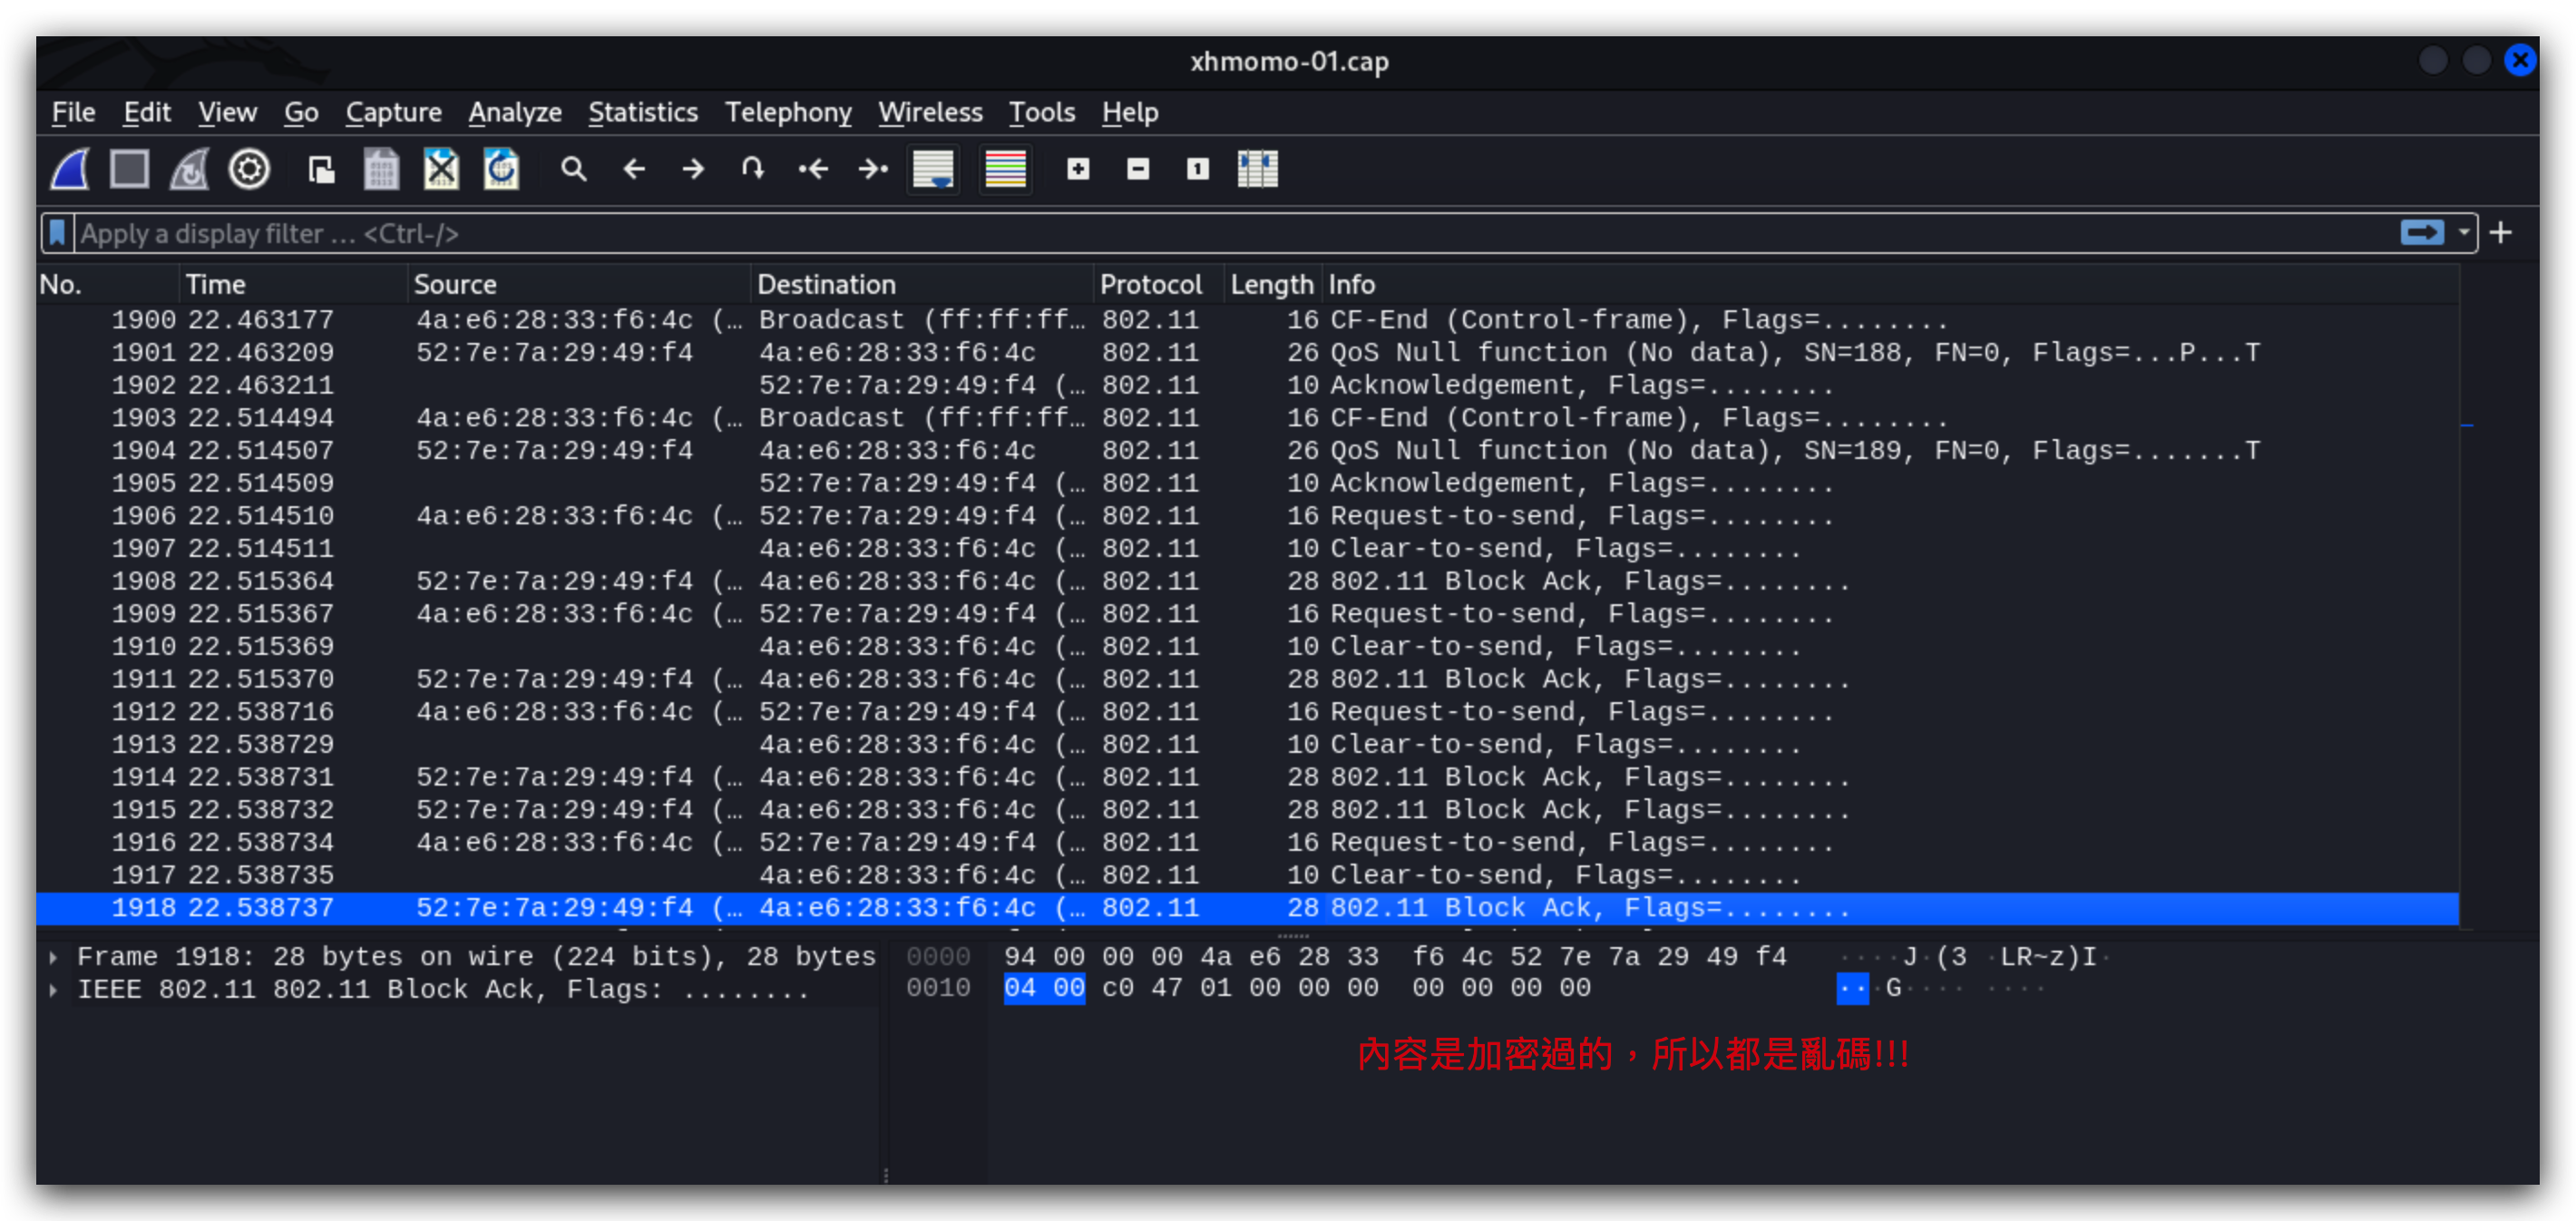 xhmomo-01.cap
File Edit View Go Capture Analyze Statistics Telephony Wireless Tools Help
Apply a display filter … <Ctrl-/>
No. Time Source Destination Protocol Length Info
1900 22.463177 4a:e6:28:33:f6:4c (… Broadcast (ff:ff:ff… 802.11 16 CF-End (Control-frame), Flags=........
1901 22.463209 52:7e:7a:29:49:f4 4a:e6:28:33:f6:4c 802.11 26 QoS Null function (No data), SN=188, FN=0, Flags=...P...T
1902 22.463211 52:7e:7a:29:49:f4 (… 802.11 10 Acknowledgement, Flags=........
1903 22.514494 4a:e6:28:33:f6:4c (… Broadcast (ff:ff:ff… 802.11 16 CF-End (Control-frame), Flags=........
1904 22.514507 52:7e:7a:29:49:f4 4a:e6:28:33:f6:4c 802.11 26 QoS Null function (No data), SN=189, FN=0, Flags=.......T
1905 22.514509 52:7e:7a:29:49:f4 (… 802.11 10 Acknowledgement, Flags=........
1906 22.514510 4a:e6:28:33:f6:4c (… 52:7e:7a:29:49:f4 (… 802.11 16 Request-to-send, Flags=........
1907 22.514511 4a:e6:28:33:f6:4c (… 802.11 10 Clear-to-send, Flags=........
1908 22.515364 52:7e:7a:29:49:f4 (… 4a:e6:28:33:f6:4c (… 802.11 28 802.11 Block Ack, Flags=........
1909 22.515367 4a:e6:28:33:f6:4c (… 52:7e:7a:29:49:f4 (… 802.11 16 Request-to-send, Flags=........
1910 22.515369 4a:e6:28:33:f6:4c (… 802.11 10 Clear-to-send, Flags=........
1911 22.515370 52:7e:7a:29:49:f4 (… 4a:e6:28:33:f6:4c (… 802.11 28 802.11 Block Ack, Flags=........
1912 22.538716 4a:e6:28:33:f6:4c (… 52:7e:7a:29:49:f4 (… 802.11 16 Request-to-send, Flags=........
1913 22.538729 4a:e6:28:33:f6:4c (… 802.11 10 Clear-to-send, Flags=........
1914 22.538731 52:7e:7a:29:49:f4 (… 4a:e6:28:33:f6:4c (… 802.11 28 802.11 Block Ack, Flags=........
1915 22.538732 52:7e:7a:29:49:f4 (… 4a:e6:28:33:f6:4c (… 802.11 28 802.11 Block Ack, Flags=........
1916 22.538734 4a:e6:28:33:f6:4c (… 52:7e:7a:29:49:f4 (… 802.11 16 Request-to-send, Flags=........
1917 22.538735 4a:e6:28:33:f6:4c (… 802.11 10 Clear-to-send, Flags=........
1918 22.538737 52:7e:7a:29:49:f4 (… 4a:e6:28:33:f6:4c (… 802.11 28 802.11 Block Ack, Flags=........
Frame 1918: 28 bytes on wire (224 bits), 28 bytes
IEEE 802.11 802.11 Block Ack, Flags: ........
0000 94 00 00 00 4a e6 28 33 f6 4c 52 7e 7a 29 49 f4 ····J·(3 ·LR~z)I·
0010 04 00 c0 47 01 00 00 00 00 00 00 00 ···G···· ····
內容是加密過的，所以都是亂碼!!!